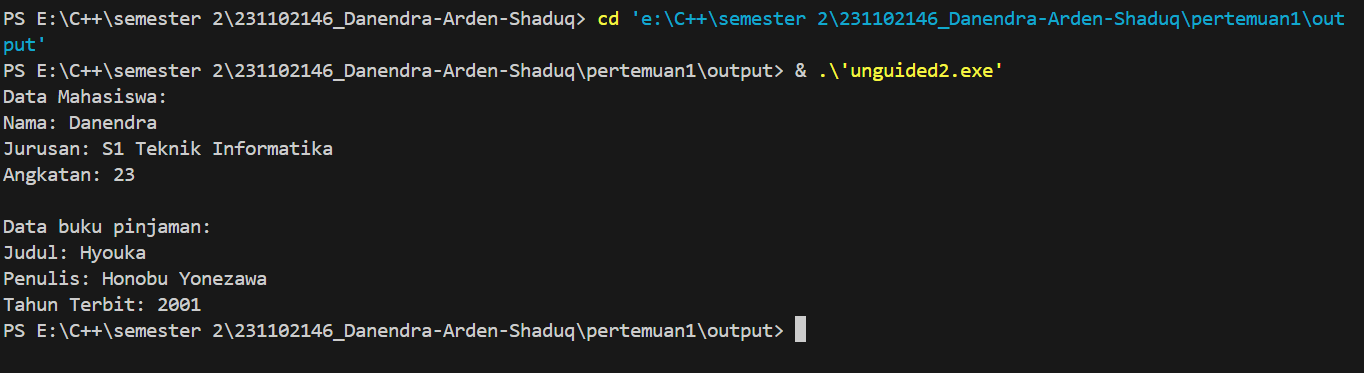 PS E:\C++\semester 2\231102146_Danendra-Arden-Shaduq> cd 'e:\C++\semester 2\231102146_Danendra-Arden-Shaduq\pertemuan1\out
put'
PS E:\C++\semester 2\231102146_Danendra-Arden-Shaduq\pertemuan1\output> & .\'unguided2.exe'
Data Mahasiswa:
Nama: Danendra
Jurusan: S1 Teknik Informatika
Angkatan: 23

Data buku pinjaman:
Judul: Hyouka
Penulis: Honobu Yonezawa
Tahun Terbit: 2001
PS E:\C++\semester 2\231102146_Danendra-Arden-Shaduq\pertemuan1\output>